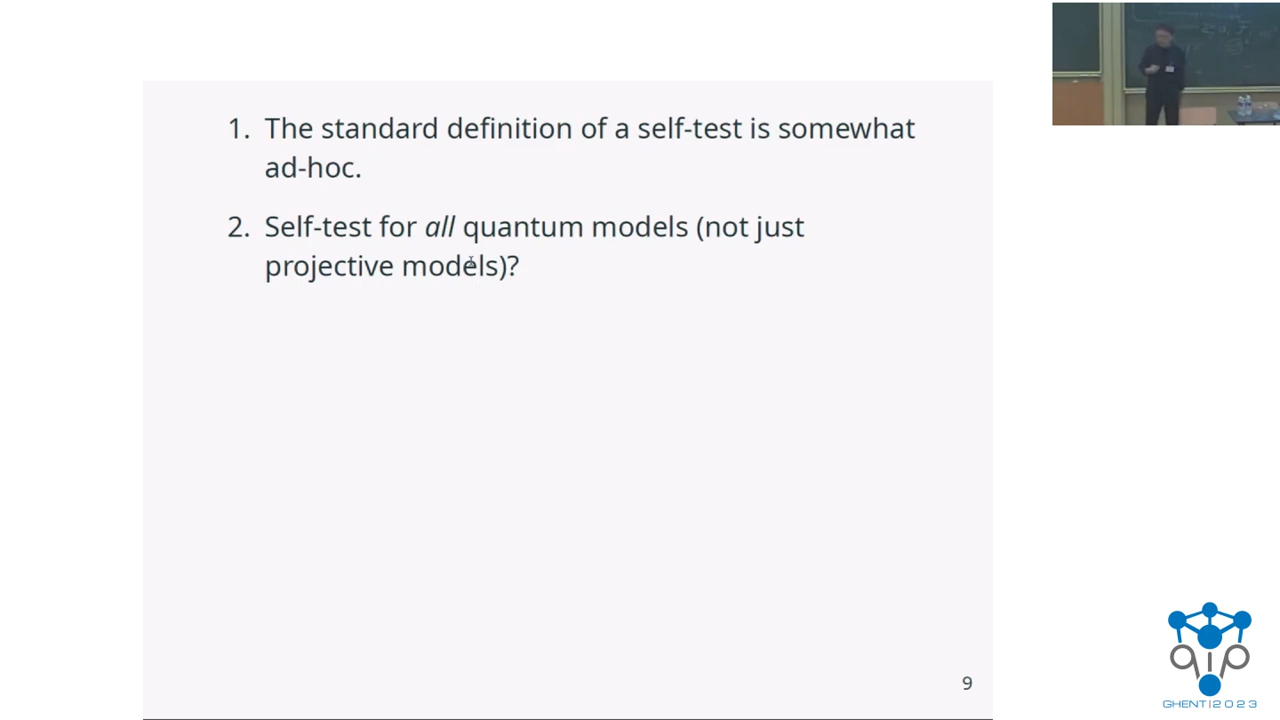 1. The standard definition of a self-test is somewhat
ad-hoc.
2. Self-test for all quantum models (not just
projective models)?
9
qip
GHENT|2023